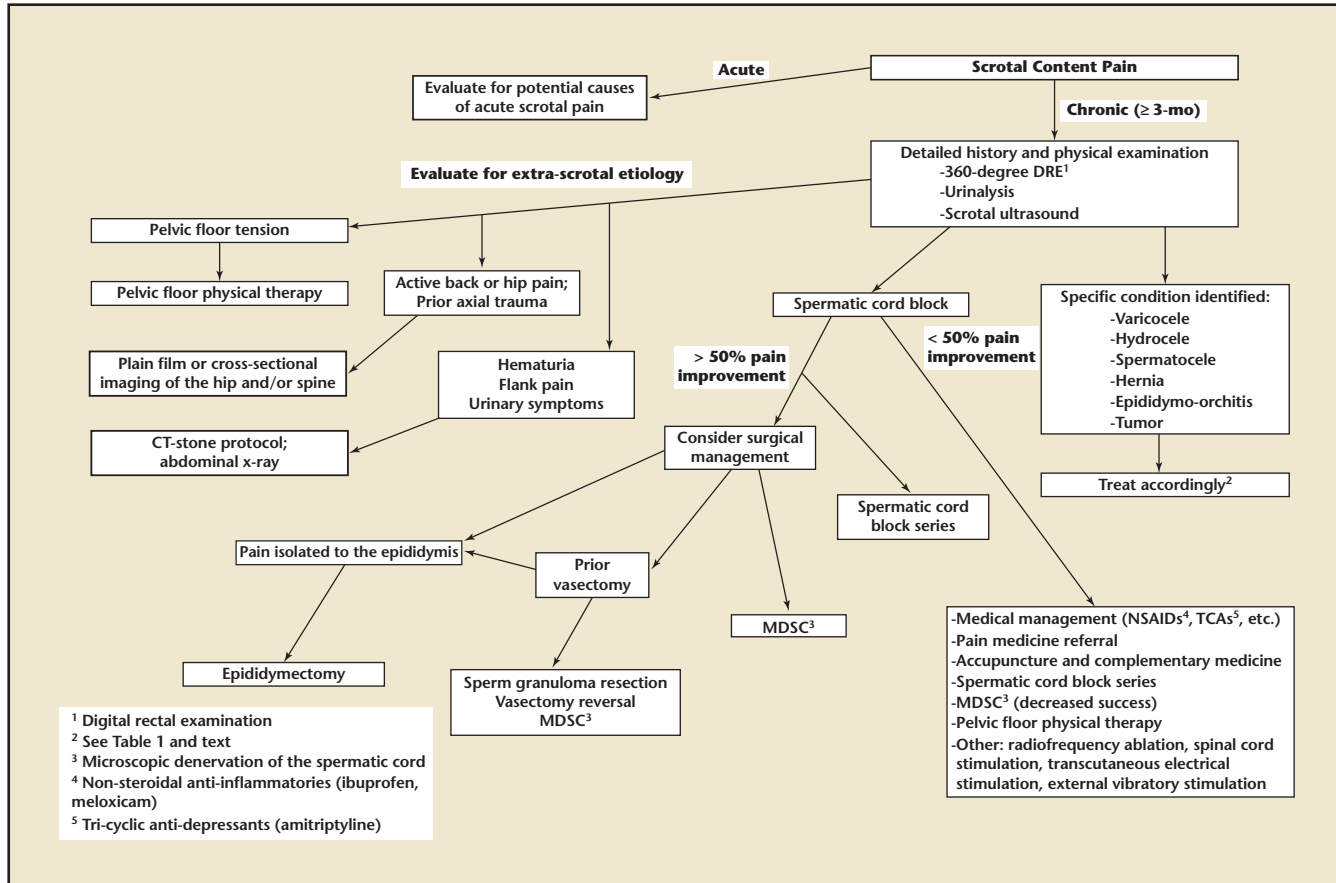 Scrotal Content Pain
Acute
Evaluate for potential causes
of acute scrotal pain
Chronic (≥ 3-mo)
Detailed history and physical examination
-360-degree DRE¹
-Urinalysis
-Scrotal ultrasound
Evaluate for extra-scrotal etiology
Pelvic floor tension
Pelvic floor physical therapy
Active back or hip pain;
Prior axial trauma
Plain film or cross-sectional
imaging of the hip and/or spine
Hematuria
Flank pain
Urinary symptoms
CT-stone protocol;
abdominal x-ray
Spermatic cord block
> 50% pain
improvement
< 50% pain
improvement
Specific condition identified:
-Varicocele
-Hydrocele
-Spermatocele
-Hernia
-Epididymo-orchitis
-Tumor
Treat accordingly²
Consider surgical
management
Spermatic cord
block series
Pain isolated to the epididymis
Prior
vasectomy
MDSC³
Epididymectomy
Sperm granuloma resection
Vasectomy reversal
MDSC³
-Medical management (NSAIDs⁴, TCAs⁵, etc.)
-Pain medicine referral
-Accupuncture and complementary medicine
-Spermatic cord block series
-MDSC³ (decreased success)
-Pelvic floor physical therapy
-Other: radiofrequency ablation, spinal cord
stimulation, transcutaneous electrical
stimulation, external vibratory stimulation
¹ Digital rectal examination
² See Table 1 and text
³ Microscopic denervation of the spermatic cord
⁴ Non-steroidal anti-inflammatories (ibuprofen,
meloxicam)
⁵ Tri-cyclic anti-depressants (amitriptyline)